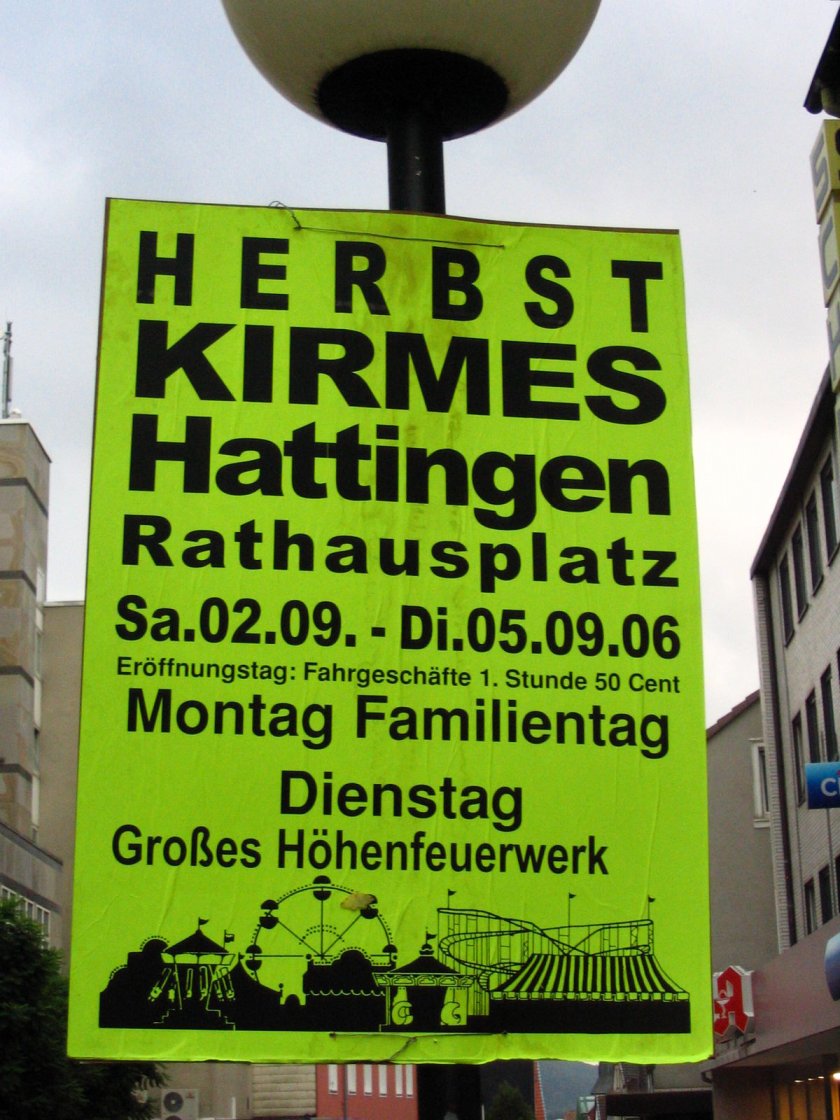 HERBST
KIRMES
Hattingen
Rathausplatz
Sa.02.09. - Di.05.09.06
Eröffnungstag: Fahrgeschäfte 1. Stunde 50 Cent
Montag Familientag
Dienstag
Großes Höhenfeuerwerk